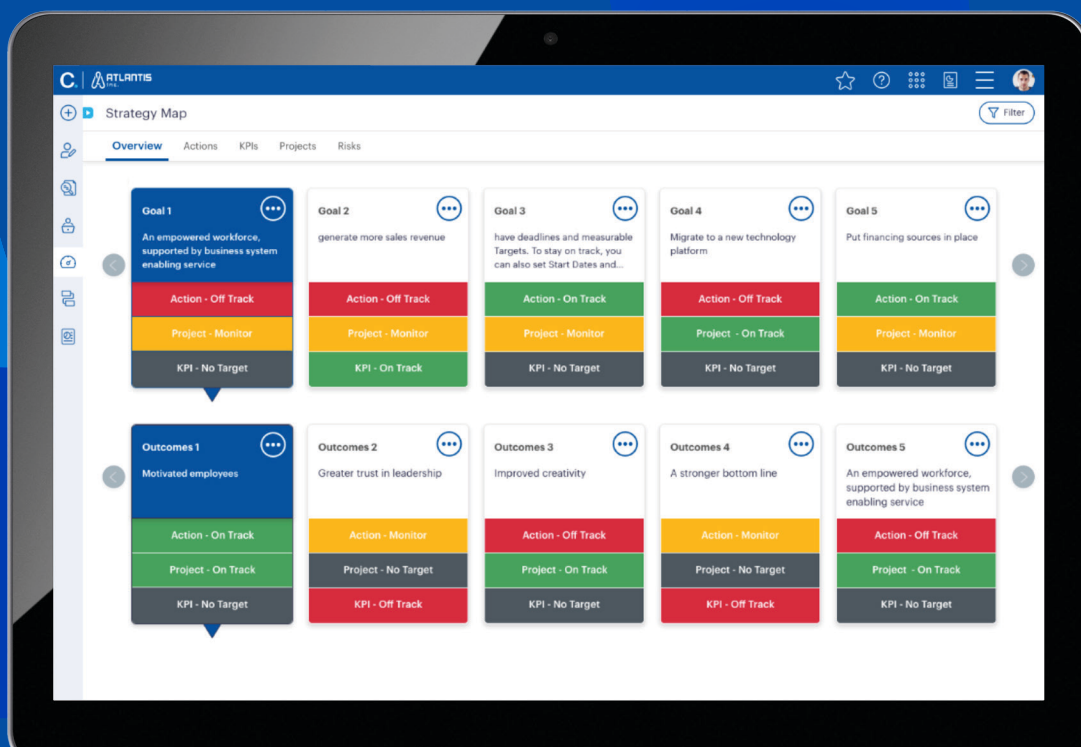 C. ATLANTIS INC.
Strategy Map
Filter
Overview Actions KPIs Projects Risks
Goal 1
An empowered workforce,
supported by business system
enabling service
Action - Off Track
Project - Monitor
KPI - No Target
Goal 2
generate more sales revenue
Action - Off Track
Project - Monitor
KPI - On Track
Goal 3
have deadlines and measurable
Targets. To stay on track, you
can also set Start Dates and...
Action - On Track
Project - Monitor
KPI - No Target
Goal 4
Migrate to a new technology
platform
Action - Off Track
Project - On Track
KPI - No Target
Goal 5
Put financing sources in place
Action - On Track
Project - Monitor
KPI - No Target
Outcomes 1
Motivated employees
Action - On Track
Project - On Track
KPI - No Target
Outcomes 2
Greater trust in leadership
Action - Monitor
Project - No Target
KPI - Off Track
Outcomes 3
Improved creativity
Action - Off Track
Project - On Track
KPI - No Target
Outcomes 4
A stronger bottom line
Action - Monitor
Project - No Target
KPI - Off Track
Outcomes 5
An empowered workforce,
supported by business system
enabling service
Action - Off Track
Project - On Track
KPI - No Target